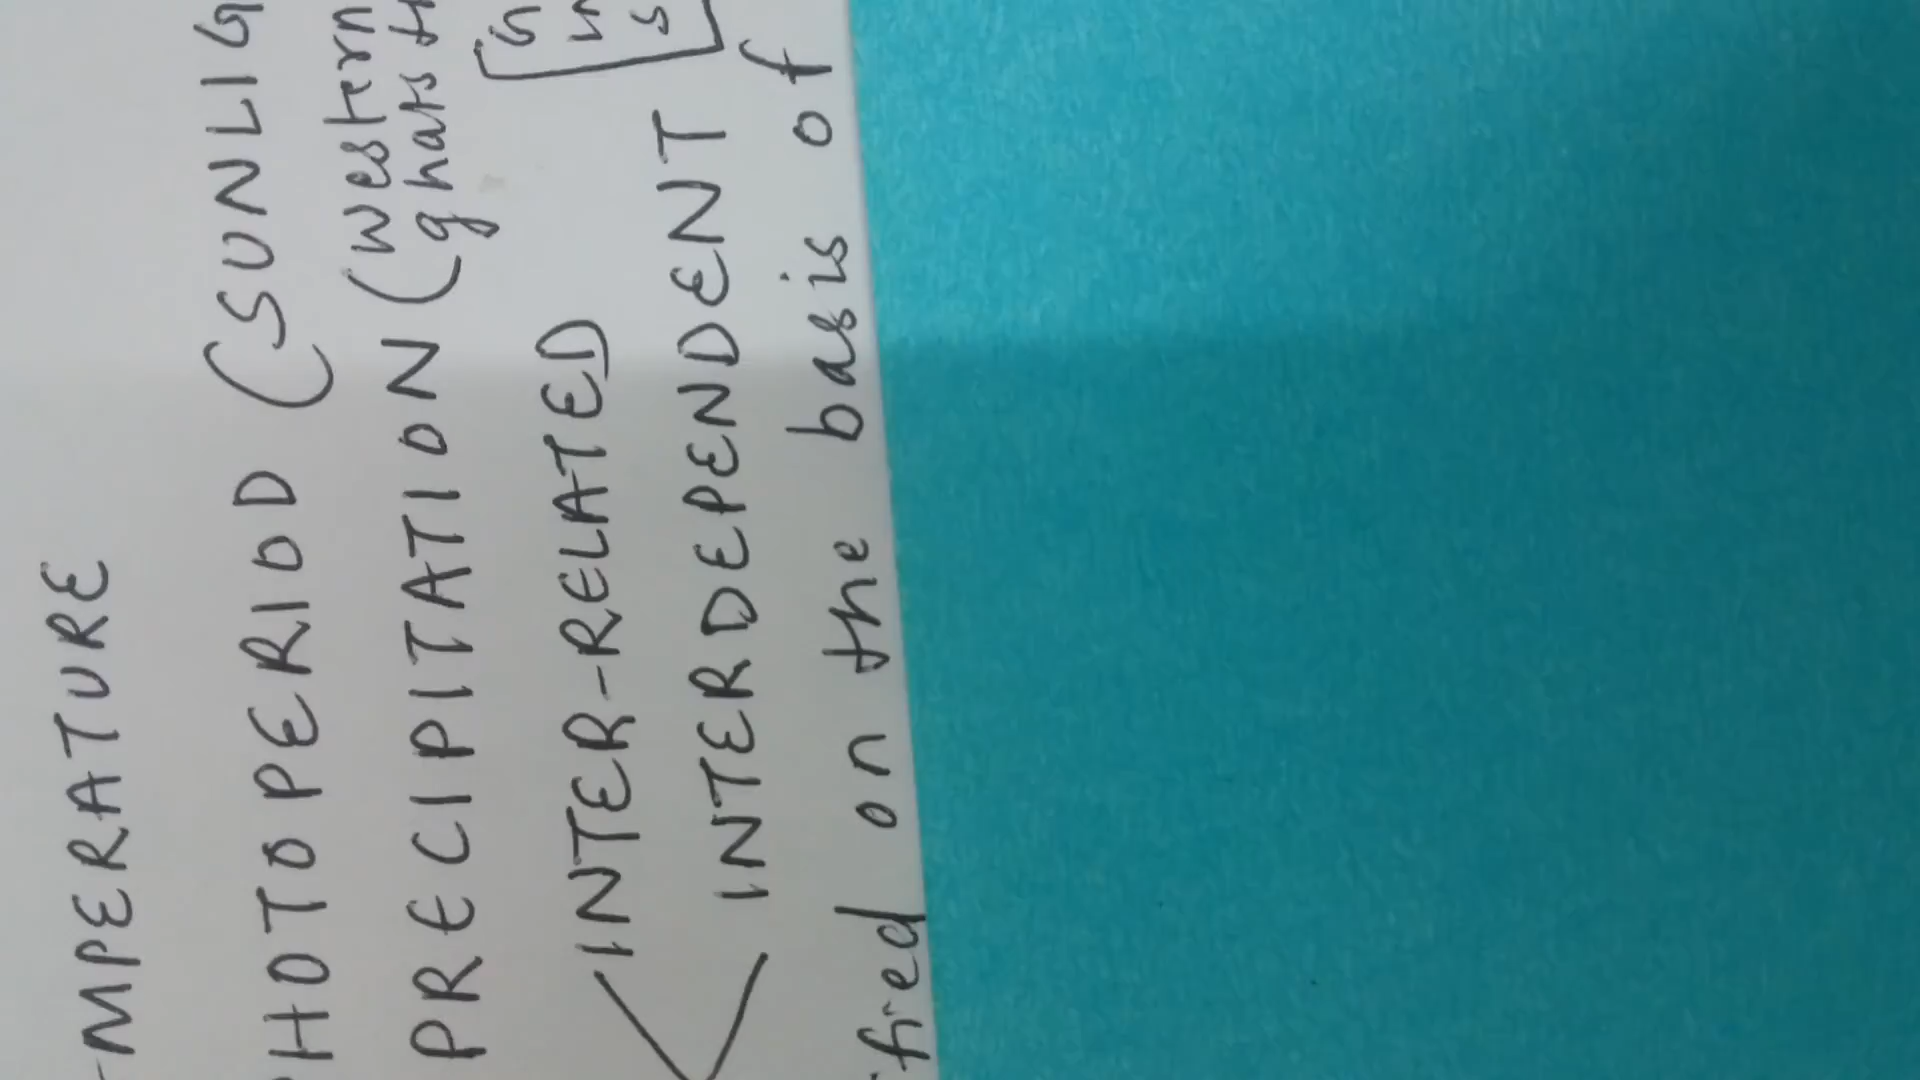 MPERATURE
HOTOPERIOD (SUNLIG
PRECIPITATION (Western
ghats
INTER-RELATED
INTERDEPENDENT
fied on the basis of